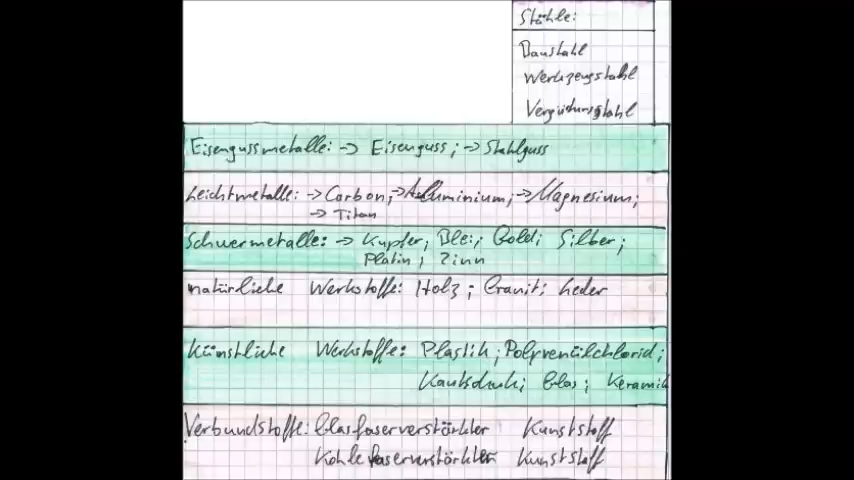 Stähle:
Baustahl
Werkzeugstahl
Vergütungsstahl
Eisengussmetalle: -> Eisenguss; -> Stahlguss
Leichtmetalle: -> Carbon; -> Aluminium; -> Magnesium;
-> Titan
Schwermetalle: -> Kupfer; Blei; Gold; Silber;
Platin; Zinn
natürliche Werkstoffe: Holz; Granit; Leder
Künstliche Werkstoffe: Plastik; Polyvenülchlorid;
Kautschuk; Glas; Keramik
Verbundstoffe: Glasfaserverstärkter Kunststoff
Kohlefaserverstärkter Kunststoff